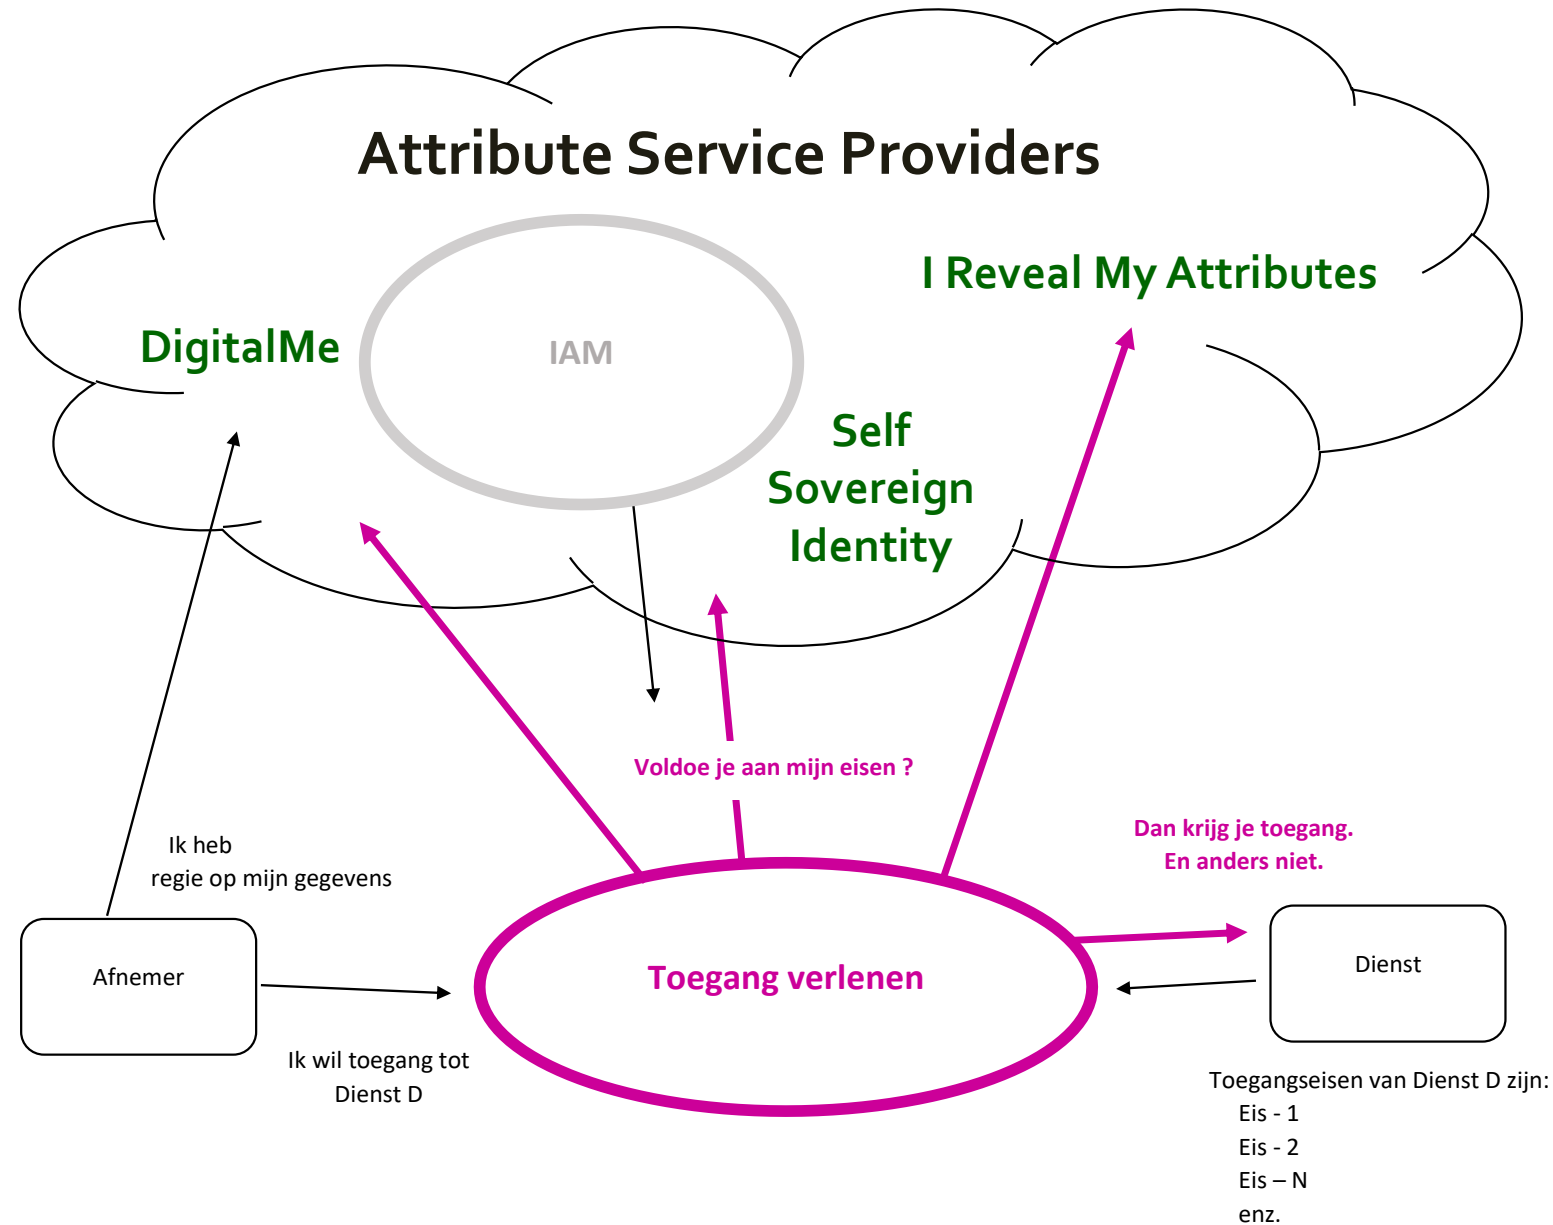 Attribute Service Providers
I Reveal My Attributes
DigitalMe
IAM
Self
Sovereign
Identity
Voldoe je aan mijn eisen ?
Ik heb
regie op mijn gegevens
Dan krijg je toegang.
En anders niet.
Afnemer
Toegang verlenen
Dienst
Ik wil toegang tot
Dienst D
Toegangseisen van Dienst D zijn:
Eis - 1
Eis - 2
Eis – N
enz.